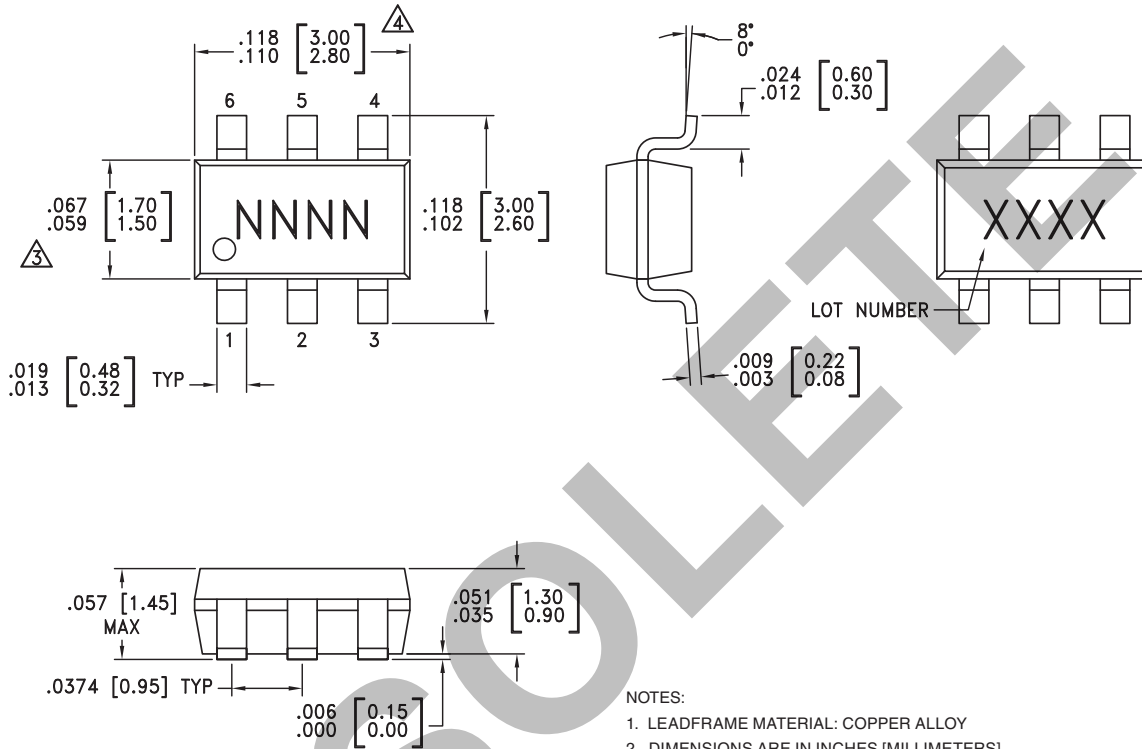 4
.118 [3.00]
.110 [2.80]
6 5 4
.067 [1.70]
.059 [1.50]
3
NNNN
.118 [3.00]
.102 [2.60]
1 2 3
.019 [0.48]
.013 [0.32]
TYP
8°
0°
.024 [0.60]
.012 [0.30]
XXXX
LOT NUMBER
.009 [0.22]
.003 [0.08]
.057 [1.45]
MAX
.051 [1.30]
.035 [0.90]
.0374 [0.95] TYP
.006 [0.15]
.000 [0.00]
NOTES:
1. LEADFRAME MATERIAL: COPPER ALLOY
2. DIMENSIONS ARE IN INCHES [MILLIMETERS]
SOLETE